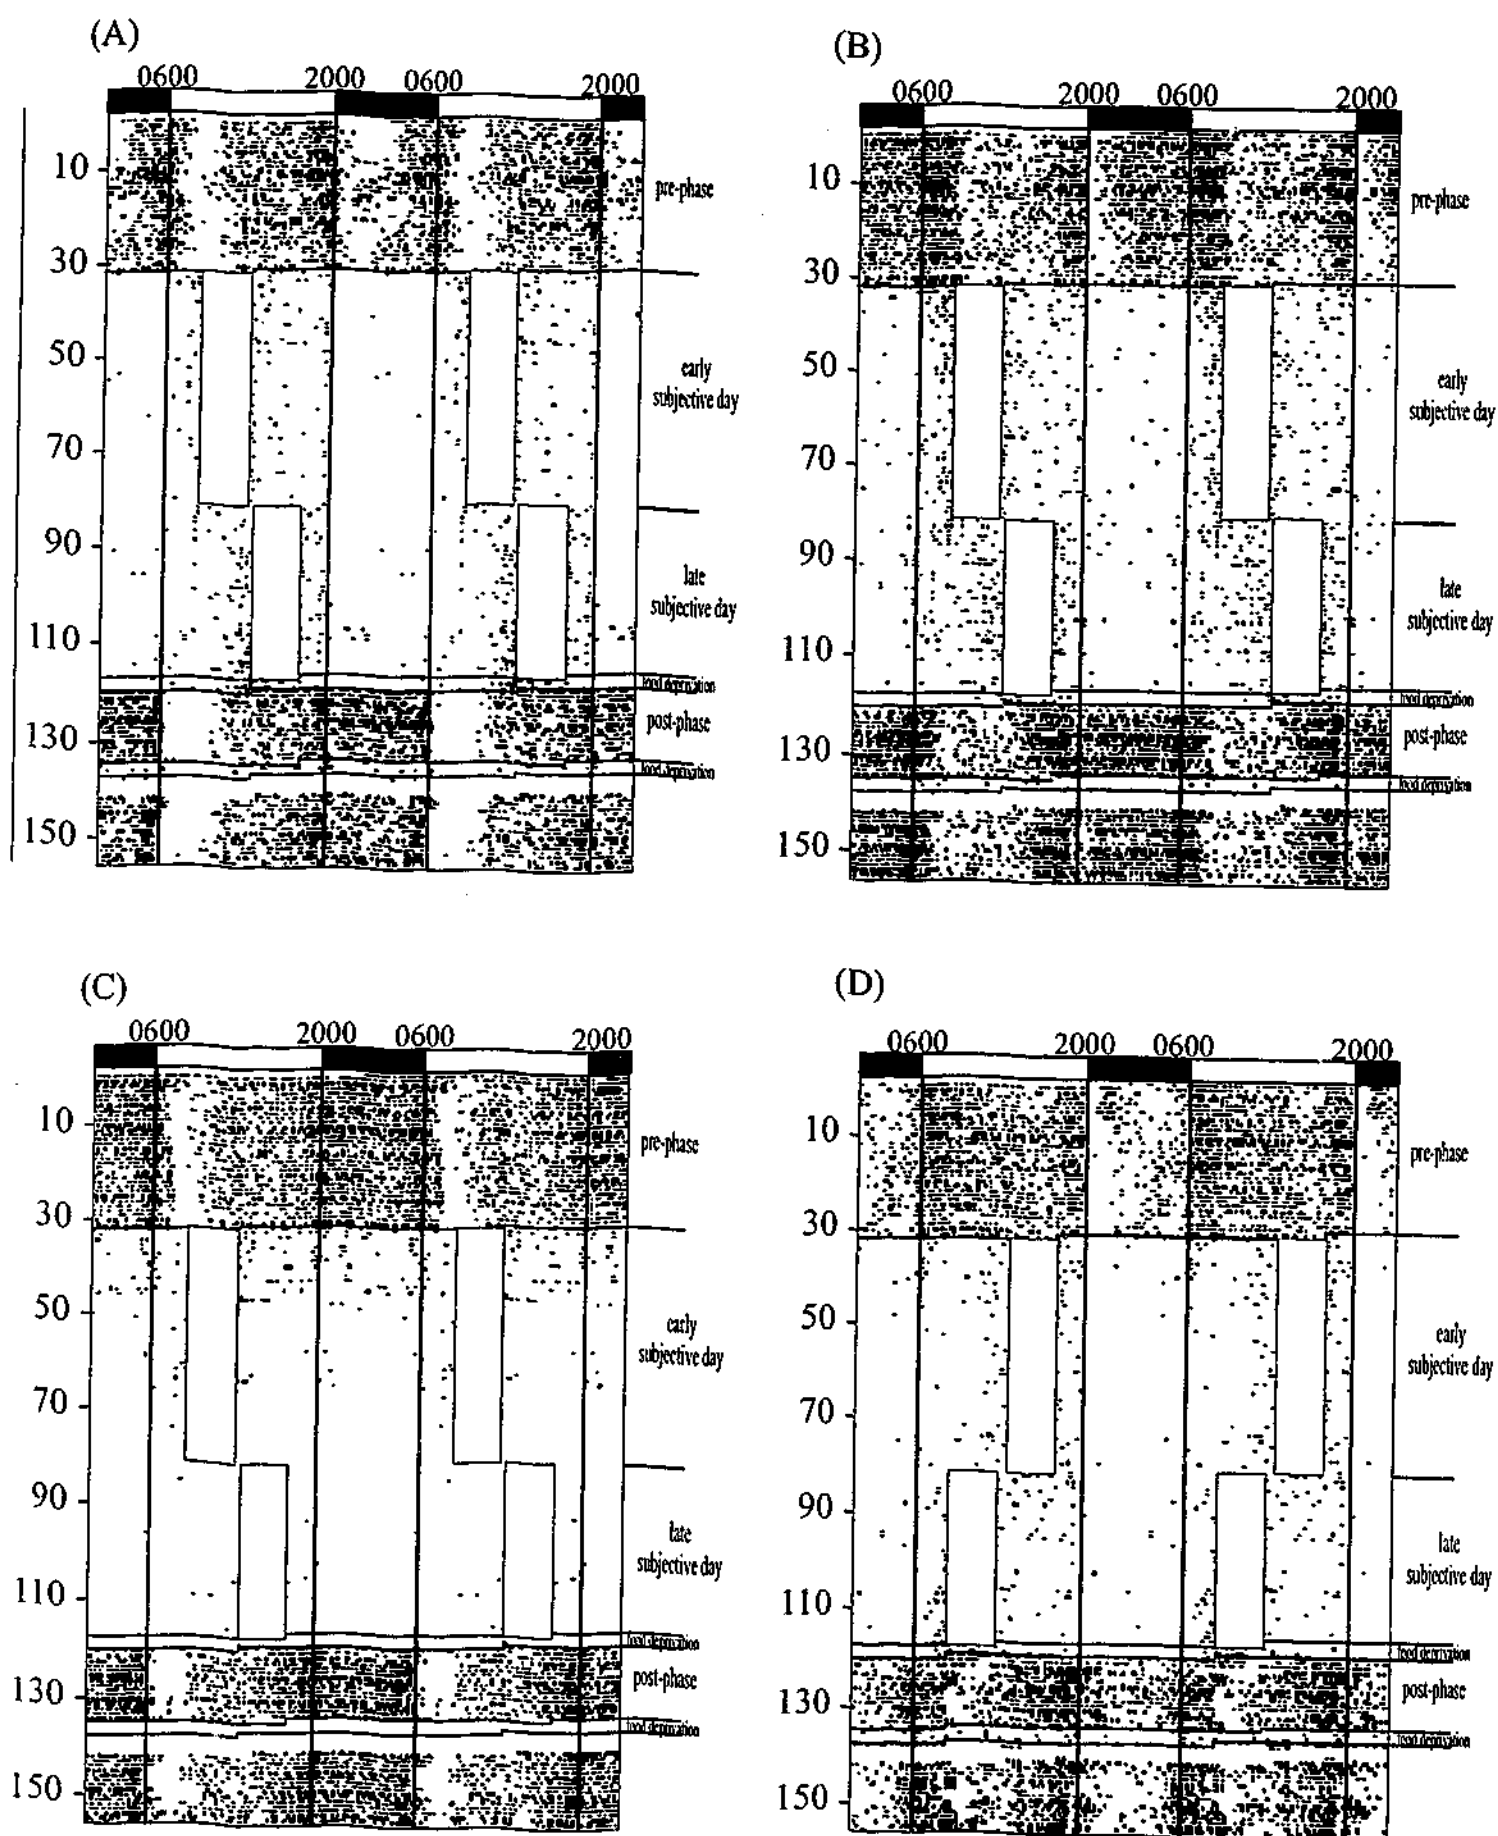 (A)
0600 2000 0600 2000
10
pre-phase
30
50
early
subjective day
70
90
late
subjective day
110
food deprivation
post-phase
130
food deprivation
150
(B)
0600 2000 0600 2000
10
pre-phase
30
50
early
subjective day
70
90
late
subjective day
110
food deprivation
post-phase
130
food deprivation
150
(C)
0600 2000 0600 2000
10
pre-phase
30
50
early
subjective day
70
90
late
subjective day
110
food deprivation
post-phase
130
food deprivation
150
(D)
0600 2000 0600 2000
10
pre-phase
30
50
early
subjective day
70
90
late
subjective day
110
food deprivation
post-phase
130
food deprivation
150